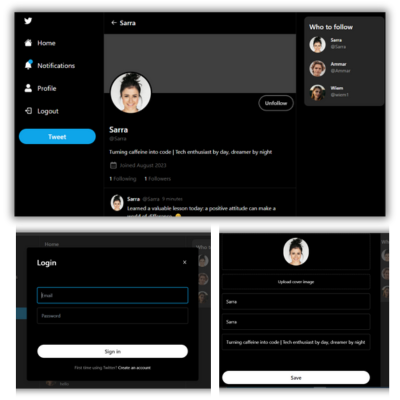 Home
Notifications
Profile
Logout
Tweet
← Sarra
Unfollow
Sarra
@Sarra
Turning caffeine into code | Tech enthusiast by day, dreamer by night
Joined August 2023
1 Following 1 Followers
Sarra @Sarra 9 minutes
Learned a valuable lesson today: a positive attitude can make a
world of difference.
Who to follow
Sarra
@Sarra
Ammar
@Ammar
Wiem
Home
Login
×
Email
Password
Sign in
First time using Twitter? Create an account
Upload cover image
Sarra
Sarra
Turning caffeine into code | Tech enthusiast by day, dreamer by night
Save